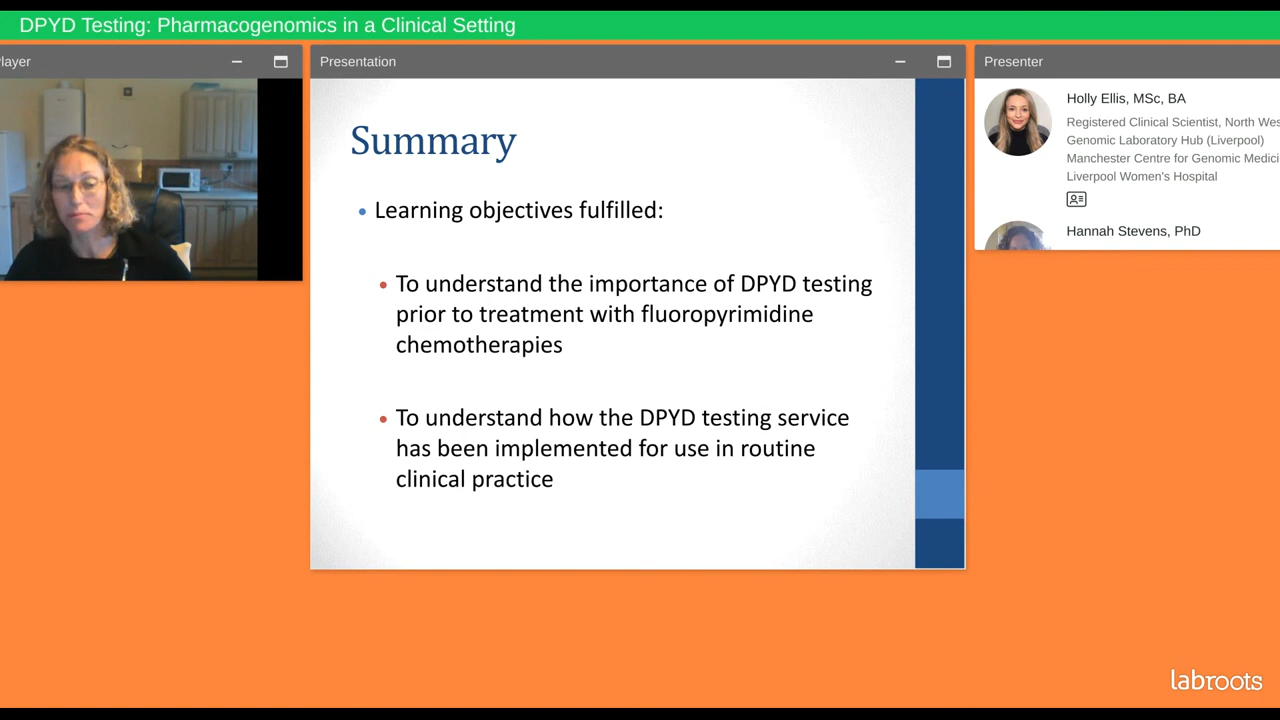 DPYD Testing: Pharmacogenomics in a Clinical Setting
Player
Presentation
Summary
• Learning objectives fulfilled:
• To understand the importance of DPYD testing
prior to treatment with fluoropyrimidine
chemotherapies
• To understand how the DPYD testing service
has been implemented for use in routine
clinical practice
Presenter
Holly Ellis, MSc, BA
Registered Clinical Scientist, North Wes
Genomic Laboratory Hub (Liverpool)
Manchester Centre for Genomic Medici
Liverpool Women's Hospital
Hannah Stevens, PhD
labroots